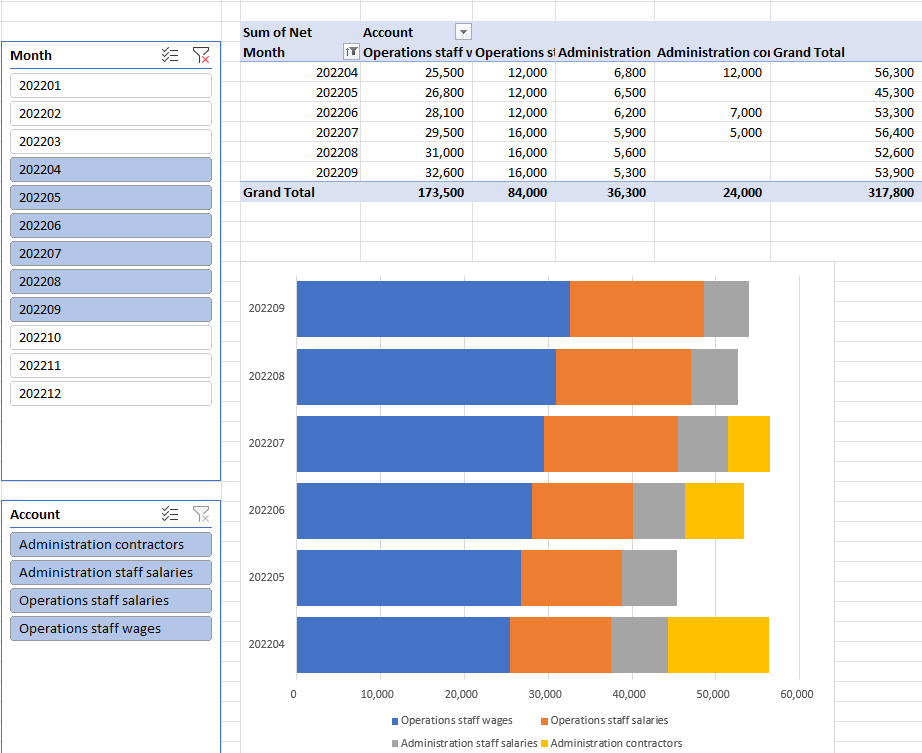 Month
202201
202202
202203
202204
202205
202206
202207
202208
202209
202210
202211
202212
Account
Administration contractors
Administration staff salaries
Operations staff salaries
Operations staff wages
Sum of Net Account
Month Operations staff w Operations st Administration Administration con Grand Total
202204 25,500 12,000 6,800 12,000 56,300
202205 26,800 12,000 6,500 45,300
202206 28,100 12,000 6,200 7,000 53,300
202207 29,500 16,000 5,900 5,000 56,400
202208 31,000 16,000 5,600 52,600
202209 32,600 16,000 5,300 53,900
Grand Total 173,500 84,000 36,300 24,000 317,800
202209
202208
202207
202206
202205
202204
0 10,000 20,000 30,000 40,000 50,000 60,000
Operations staff wages Operations staff salaries
Administration staff salaries Administration contractors